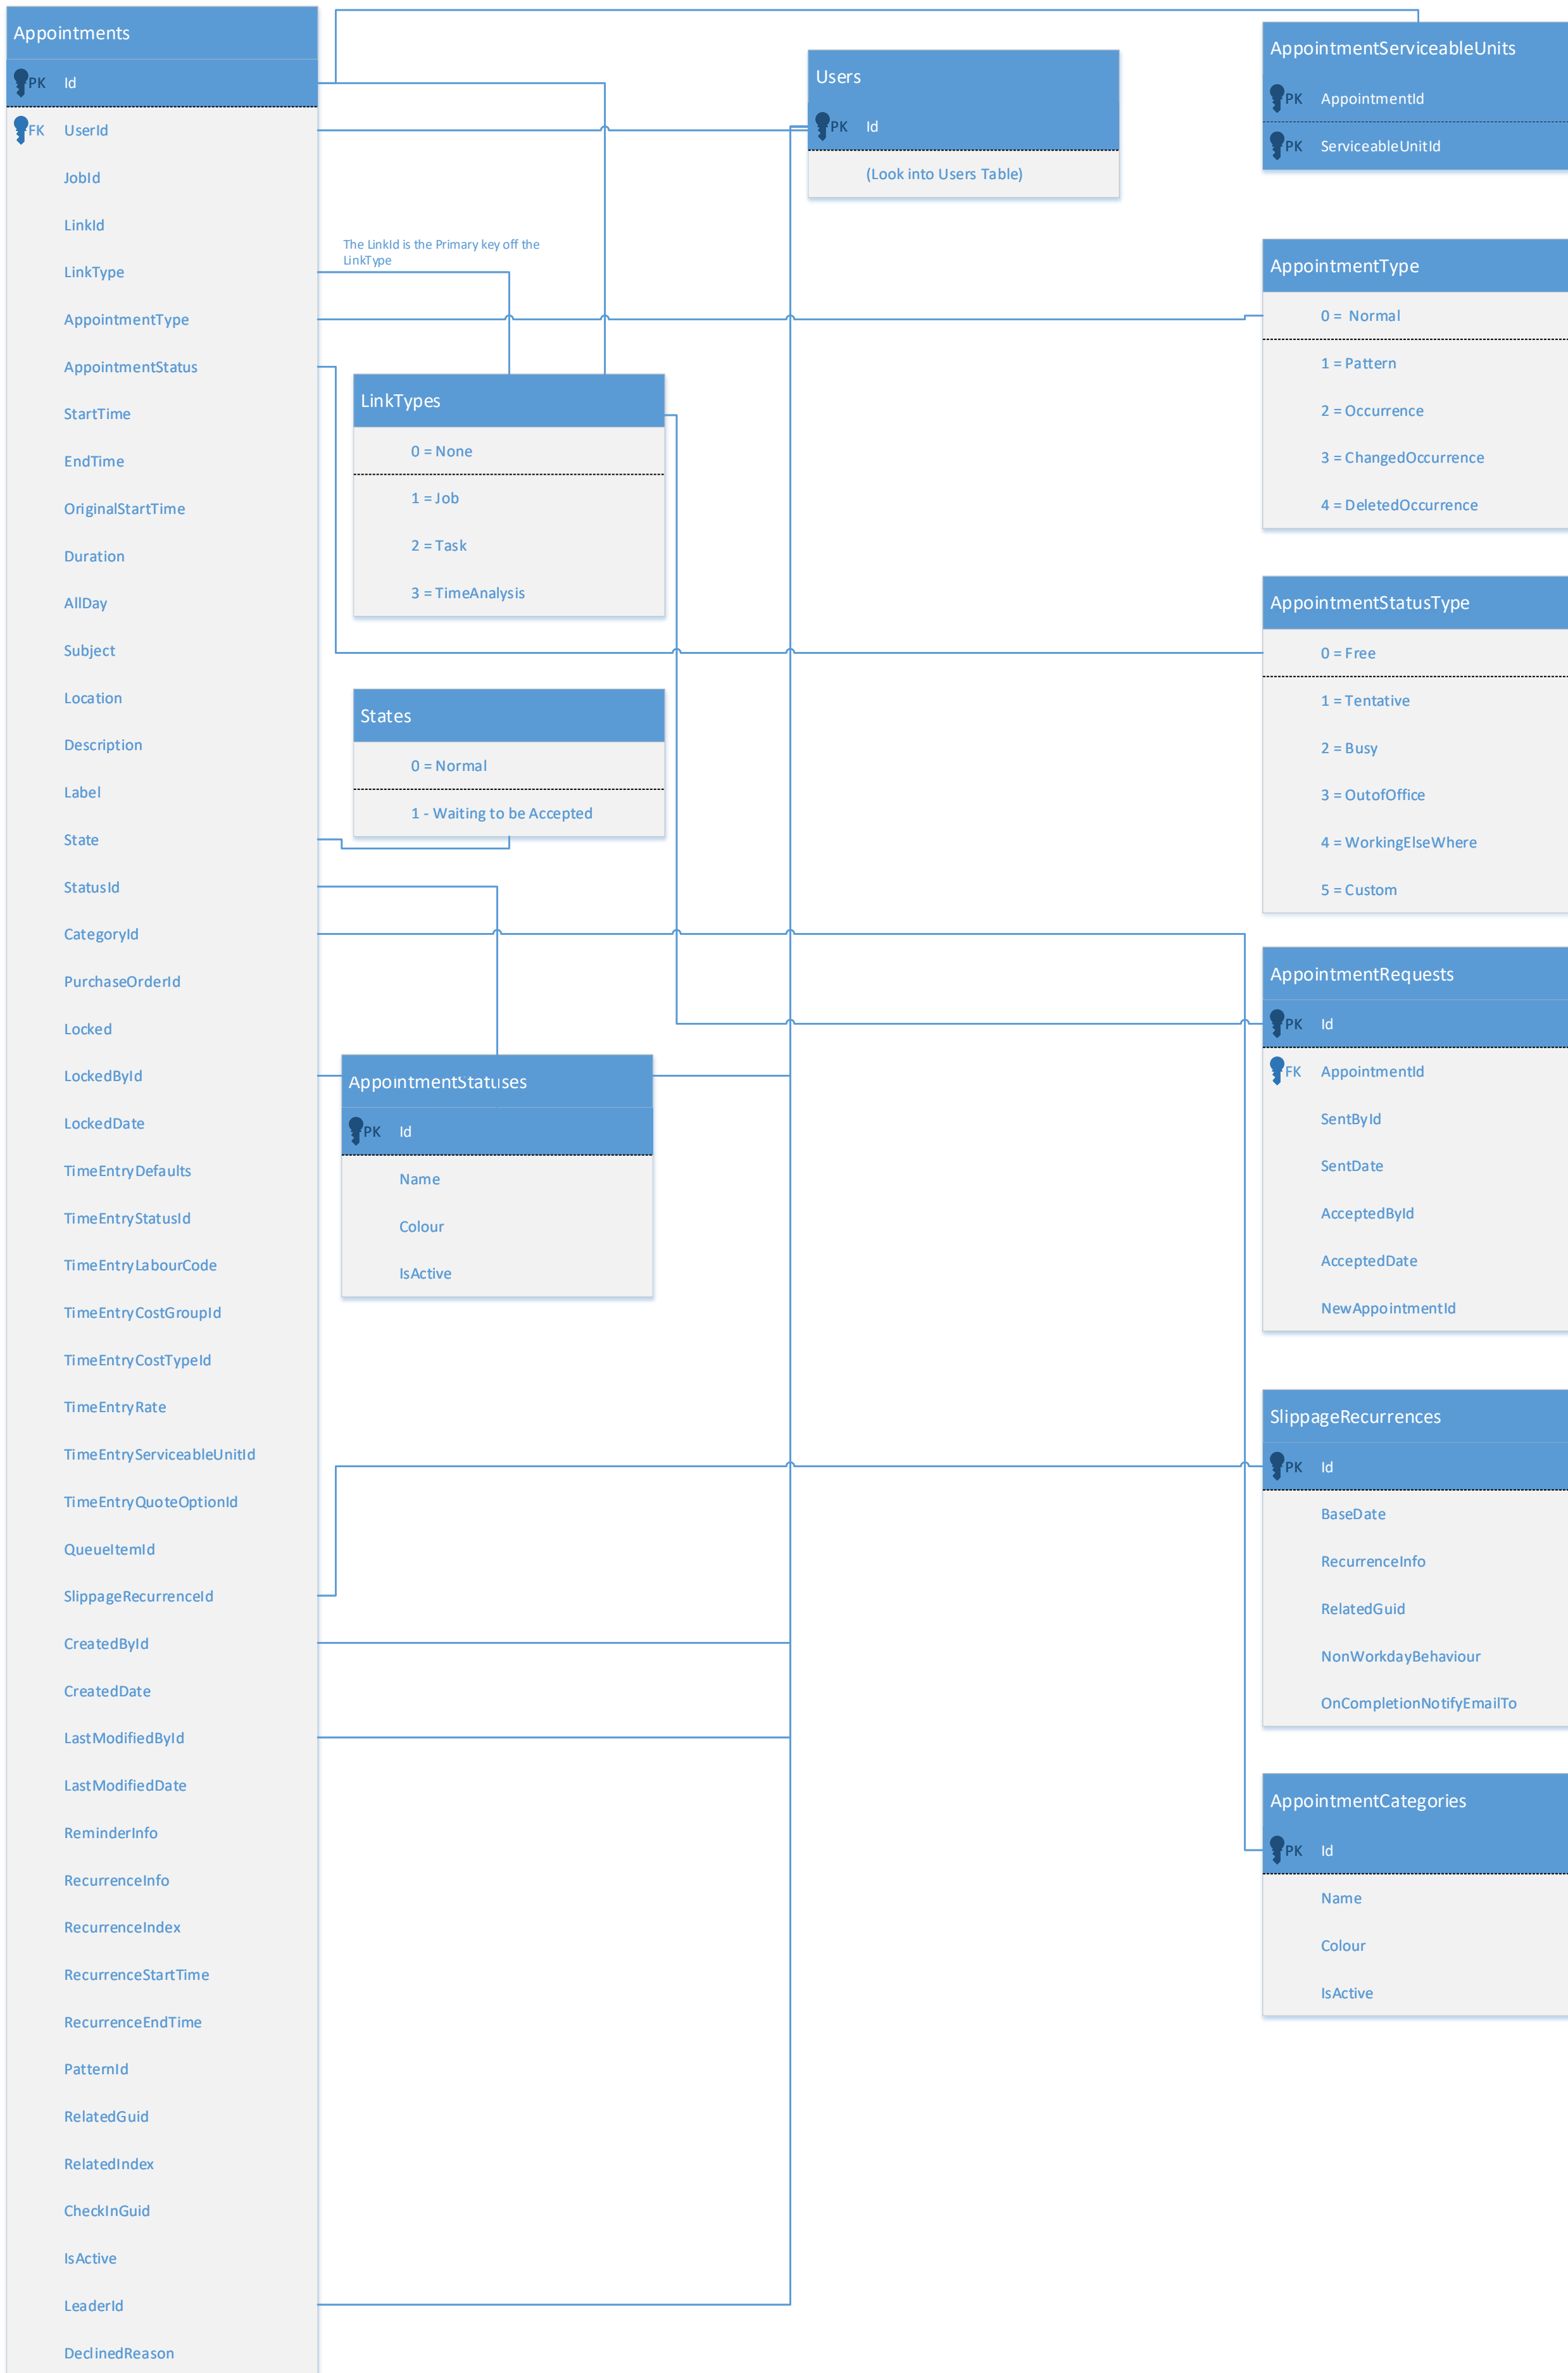 Appointments
PK Id
FK UserId
JobId
LinkId
LinkType
AppointmentType
AppointmentStatus
StartTime
EndTime
OriginalStartTime
Duration
AllDay
Subject
Location
Description
Label
State
StatusId
CategoryId
PurchaseOrderId
Locked
LockedById
LockedDate
TimeEntryDefaults
TimeEntryStatusId
TimeEntryLabourCode
TimeEntryCostGroupId
TimeEntryCostTypeId
TimeEntryRate
TimeEntryServiceableUnitId
TimeEntryQuoteOptionId
QueueItemId
SlippageRecurrenceId
CreatedById
CreatedDate
LastModifiedById
LastModifiedDate
ReminderInfo
RecurrenceInfo
RecurrenceIndex
RecurrenceStartTime
RecurrenceEndTime
PatternId
RelatedGuid
RelatedIndex
CheckInGuid
IsActive
LeaderId
DeclinedReason
The LinkId is the Primary key off the
LinkType
LinkTypes
0 = None
1 = Job
2 = Task
3 = TimeAnalysis
States
0 = Normal
1 - Waiting to be Accepted
AppointmentStatuses
PK Id
Name
Colour
IsActive
Users
PK Id
(Look into Users Table)
AppointmentServiceableUnits
PK AppointmentId
PK ServiceableUnitId
AppointmentType
0 = Normal
1 = Pattern
2 = Occurrence
3 = ChangedOccurrence
4 = DeletedOccurrence
AppointmentStatusType
0 = Free
1 = Tentative
2 = Busy
3 = OutofOffice
4 = WorkingElseWhere
5 = Custom
AppointmentRequests
PK Id
FK AppointmentId
SentById
SentDate
AcceptedById
AcceptedDate
NewAppointmentId
SlippageRecurrences
PK Id
BaseDate
RecurrenceInfo
RelatedGuid
NonWorkdayBehaviour
OnCompletionNotifyEmailTo
AppointmentCategories
PK Id
Name
Colour
IsActive